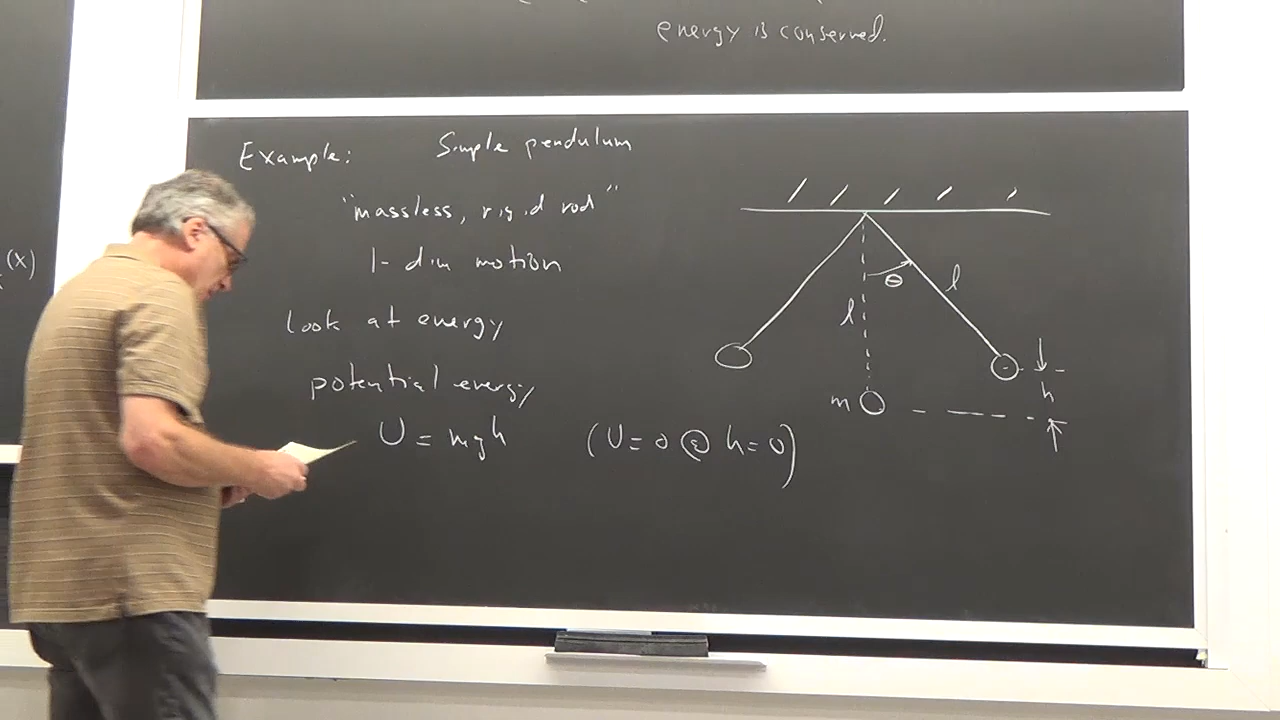 energy is conserved.
(x)
Example: Simple pendulum
"massless, rigid rod"
1-dim motion
Look at energy
potential energy
U = mgh (U = 0 @ h = 0)
θ
l
l
h
m